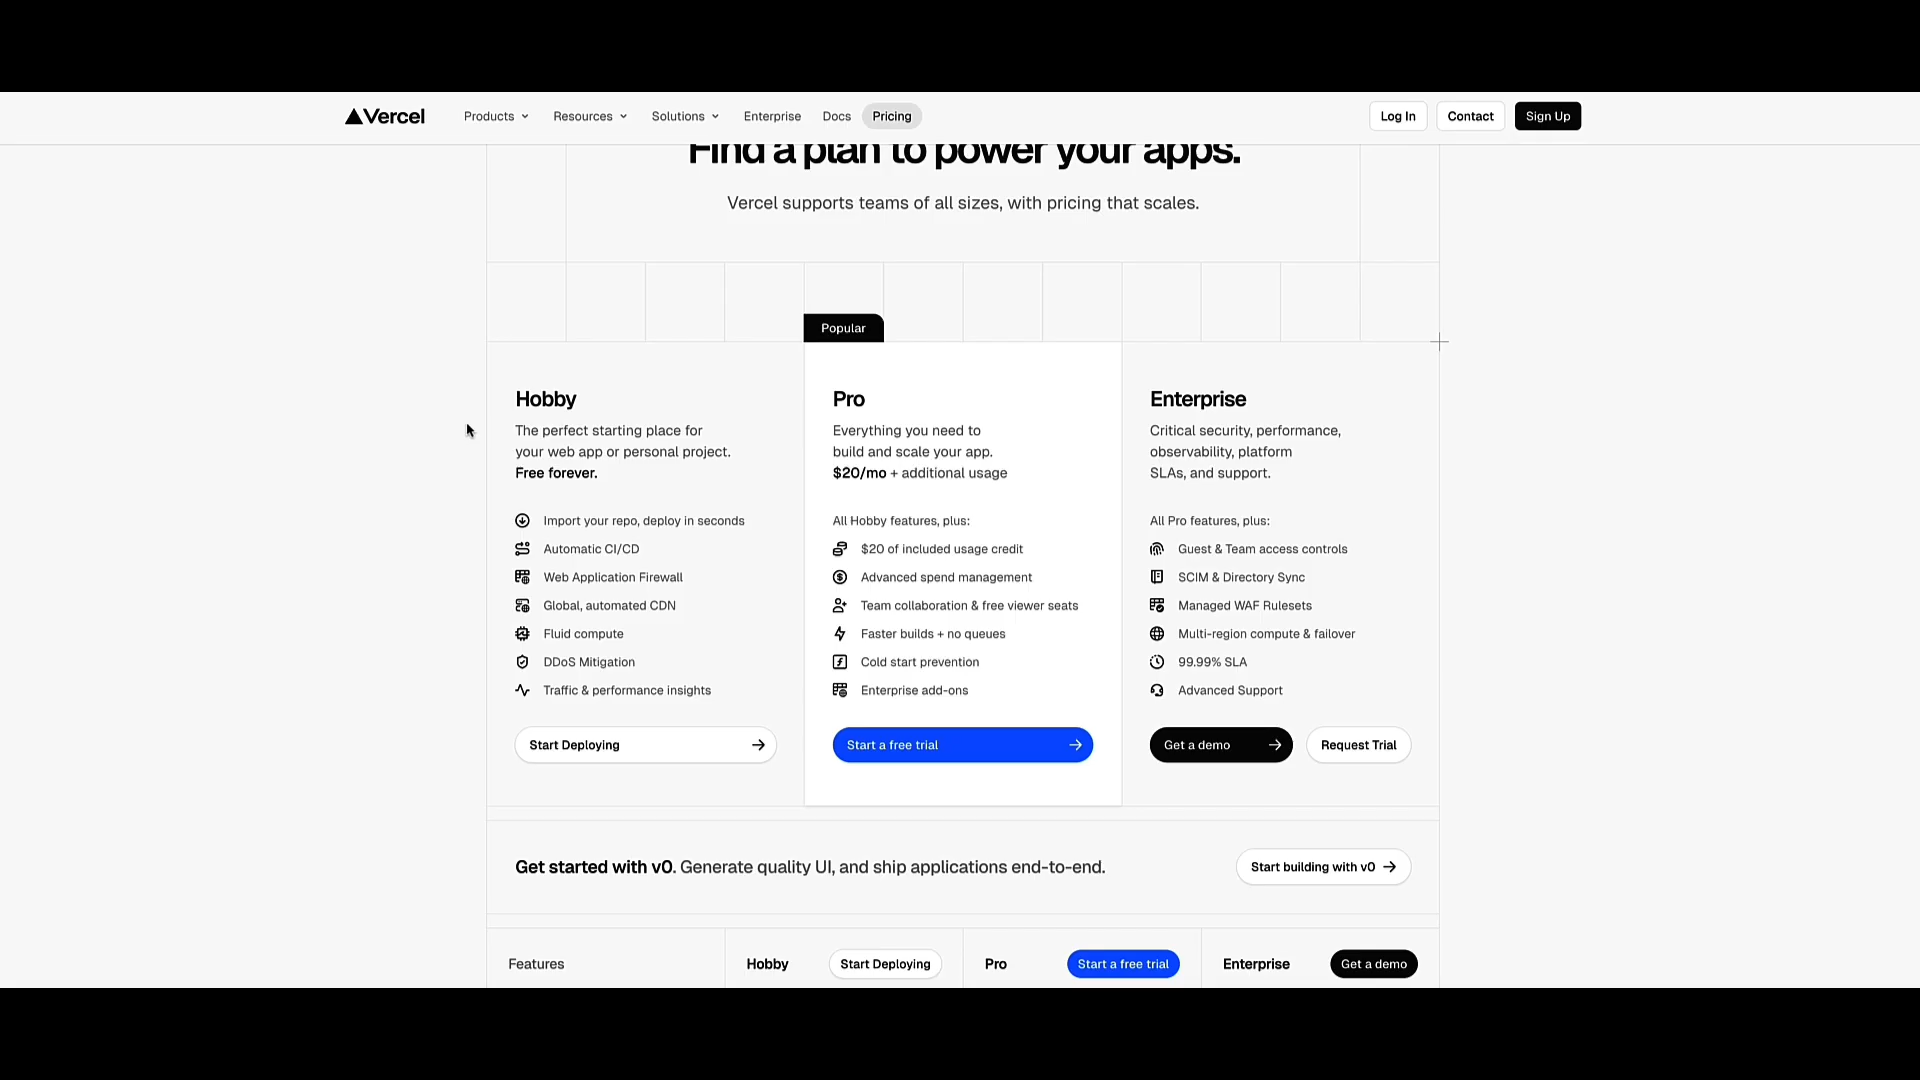 Vercel
Products
Resources
Solutions
Enterprise
Docs
Pricing
Log In
Contact
Sign Up
Find a plan to power your apps.
Vercel supports teams of all sizes, with pricing that scales.
Popular
Hobby
The perfect starting place for
your web app or personal project.
Free forever.
Import your repo, deploy in seconds
Automatic CI/CD
Web Application Firewall
Global, automated CDN
Fluid compute
DDoS Mitigation
Traffic & performance insights
Start Deploying
Pro
Everything you need to
build and scale your app.
$20/mo + additional usage
All Hobby features, plus:
$20 of included usage credit
Advanced spend management
Team collaboration & free viewer seats
Faster builds + no queues
Cold start prevention
Enterprise add-ons
Start a free trial
Enterprise
Critical security, performance,
observability, platform
SLAs, and support.
All Pro features, plus:
Guest & Team access controls
SCIM & Directory Sync
Managed WAF Rulesets
Multi-region compute & failover
99.99% SLA
Advanced Support
Get a demo
Request Trial
Get started with v0. Generate quality UI, and ship applications end-to-end.
Start building with v0
Features
Hobby
Start Deploying
Pro
Start a free trial
Enterprise
Get a demo